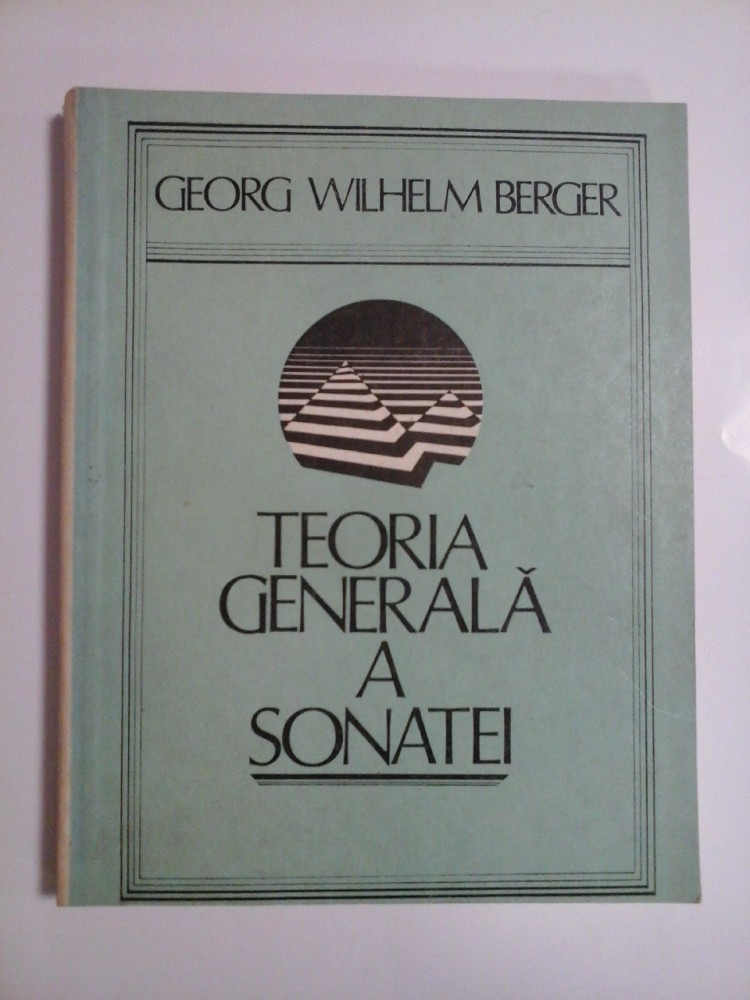 GEORG WILHELM BERGER
TEORIA
GENERALĂ
A
SONATEI